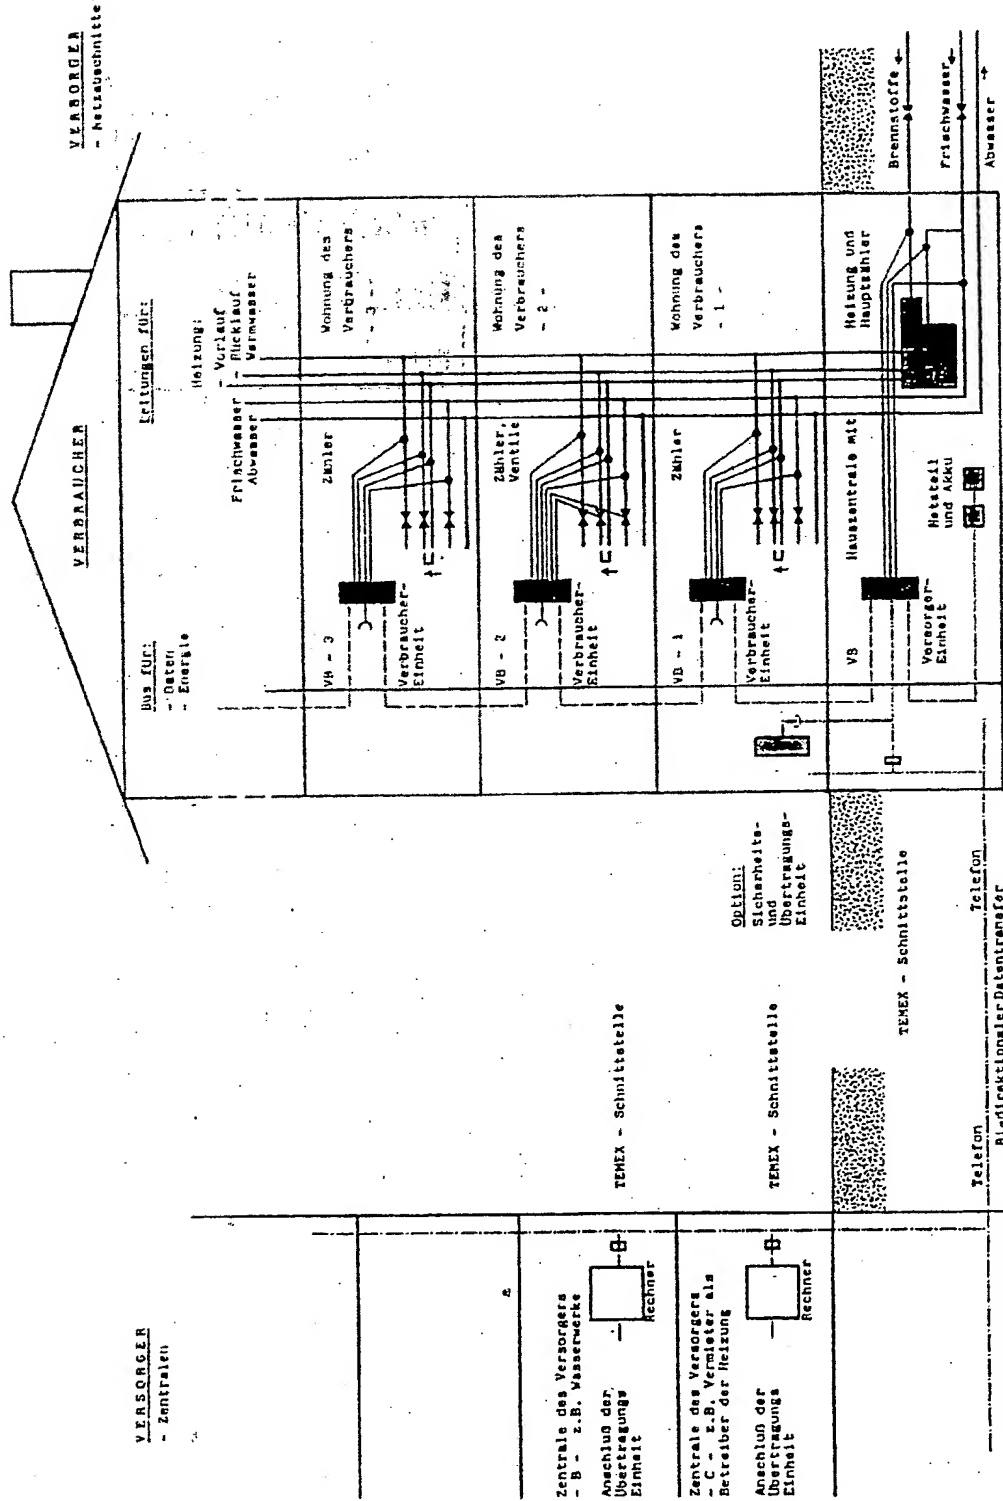 VERSORGER
- Zentralen
Zentrale des Versorgers
- B - z.B. Wasserwerke
Anschluß der
Übertragungs
Einheit
Rechner
TEMEX - Schnittstelle
Zentrale des Versorgers
- C - z.B. Vermieter als
Betreiber der Heizung
Anschluß der
Übertragungs
Einheit
Rechner
TEMEX - Schnittstelle
Telefon
Bidirektionaler Datentransfer
Telefon
TEMEX - Schnittstelle
Option:
Sicherheits-
und
Übertragungs-
Einheit
VERBRAUCHER
Bus für:
- Daten
- Energie
Leitungen für:
Heizung:
- Vorlauf
- Rücklauf
Warmwasser
Frischwasser
Abwasser
VB - 3
Verbraucher-
Einheit
Zähler
Wohnung des
Verbrauchers
- 3 -
VB - 2
Verbraucher-
Einheit
Zähler,
Ventile
Wohnung des
Verbrauchers
- 2 -
VB - 1
Verbraucher-
Einheit
Zähler
Wohnung des
Verbrauchers
- 1 -
VS
Versorger-
Einheit
Hauszentrale mit
Netzteil
und Akku
Heizung und
Hauptzähler
VERSORGER
- Netzabschnitte
Brennstoffe
Frischwasser
Abwasser